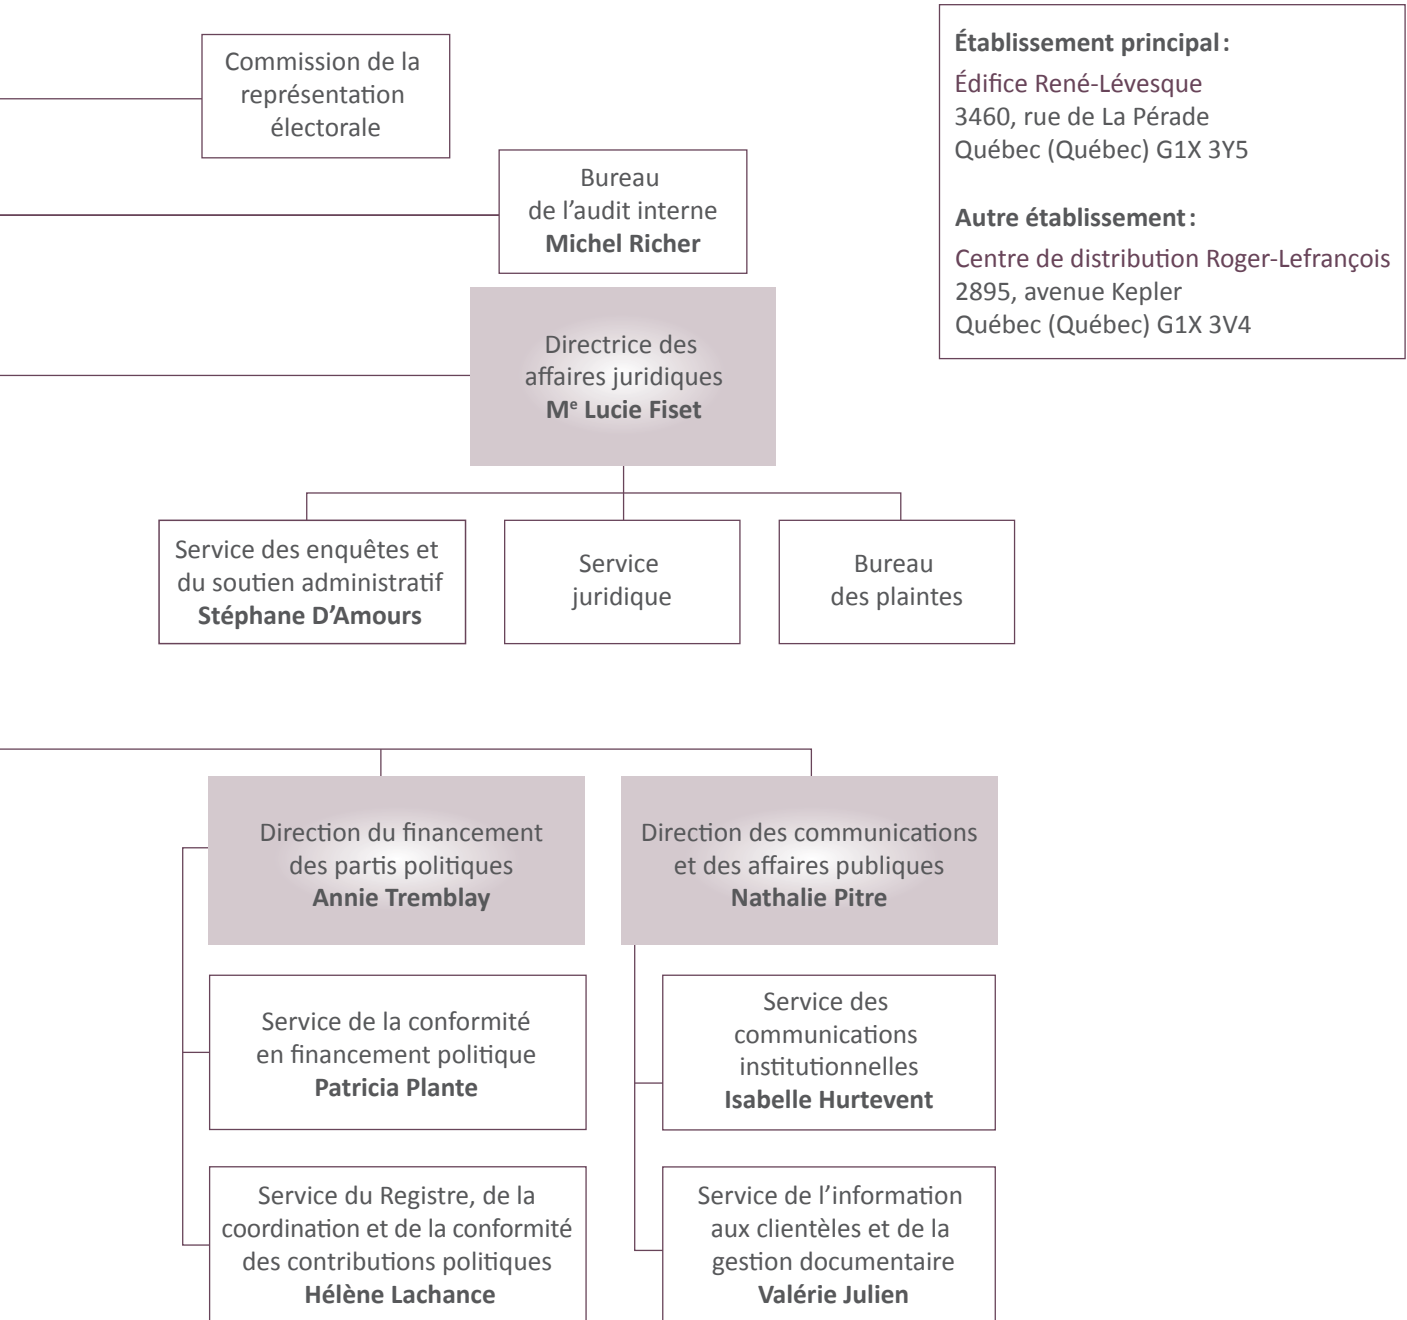 Commission de la
représentation
électorale
Établissement principal :
Édifice René-Lévesque
3460, rue de La Pérade
Québec (Québec) G1X 3Y5
Autre établissement :
Centre de distribution Roger-Lefrançois
2895, avenue Kepler
Québec (Québec) G1X 3V4
Bureau
de l’audit interne
Michel Richer
Directrice des
affaires juridiques
Me Lucie Fiset
Service des enquêtes et
du soutien administratif
Stéphane D’Amours
Service
juridique
Bureau
des plaintes
Direction du financement
des partis politiques
Annie Tremblay
Direction des communications
et des affaires publiques
Nathalie Pitre
Service de la conformité
en financement politique
Patricia Plante
Service des
communications
institutionnelles
Isabelle Hurtevent
Service du Registre, de la
coordination et de la conformité
des contributions politiques
Hélène Lachance
Service de l’information
aux clientèles et de la
gestion documentaire
Valérie Julien